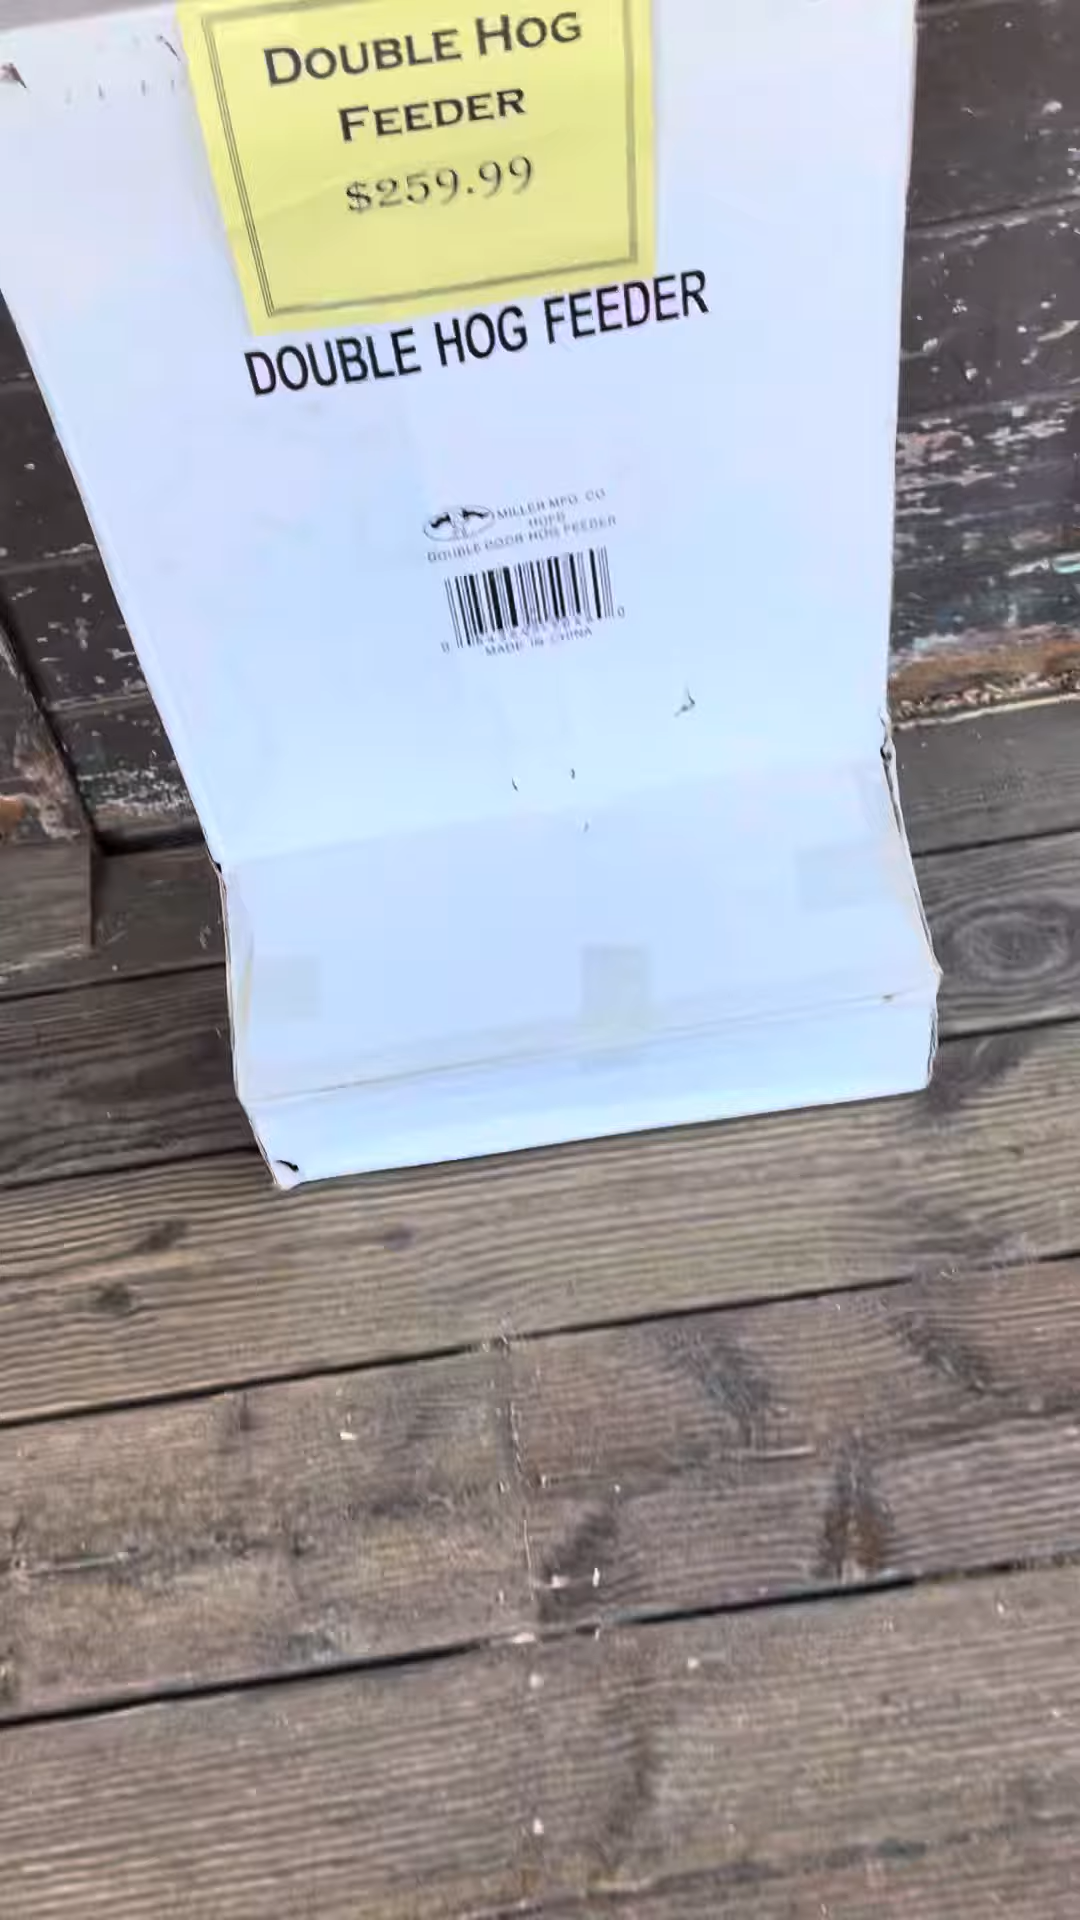 DOUBLE HOG
FEEDER
$259.99
DOUBLE HOG FEEDER
MILLER MFG. CO
DOUBLE DOOR HOG FEEDER
MADE IN CHINA